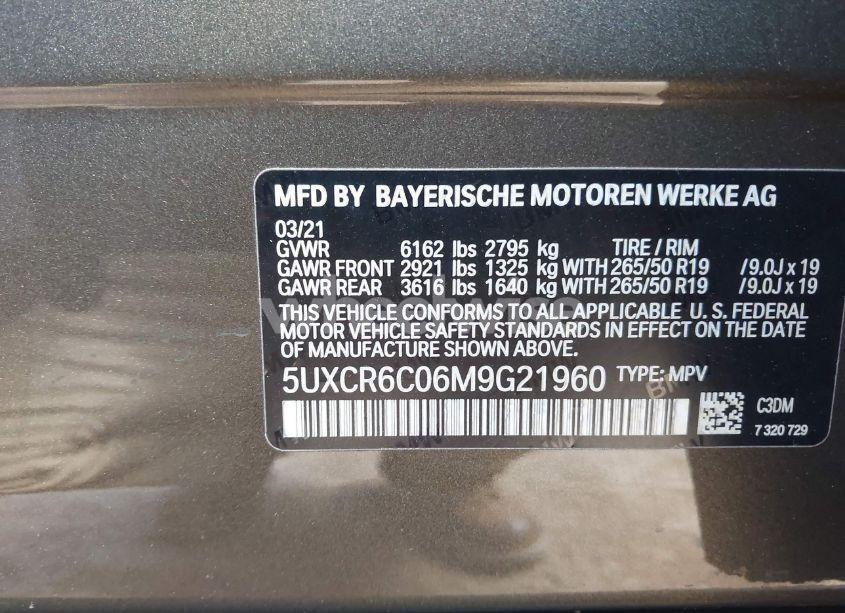 MFD BY BAYERISCHE MOTOREN WERKE AG
03/21
GVWR 6162 lbs 2795 kg TIRE / RIM
GAWR FRONT 2921 lbs 1325 kg WITH 265/50 R19 /9.0J x 19
GAWR REAR 3616 lbs 1640 kg WITH 265/50 R19 /9.0J x 19
THIS VEHICLE CONFORMS TO ALL APPLICABLE U. S. FEDERAL
MOTOR VEHICLE SAFETY STANDARDS IN EFFECT ON THE DATE
OF MANUFACTURE SHOWN ABOVE.
5UXCR6C06M9G21960 TYPE: MPV
C3DM
7 320 729